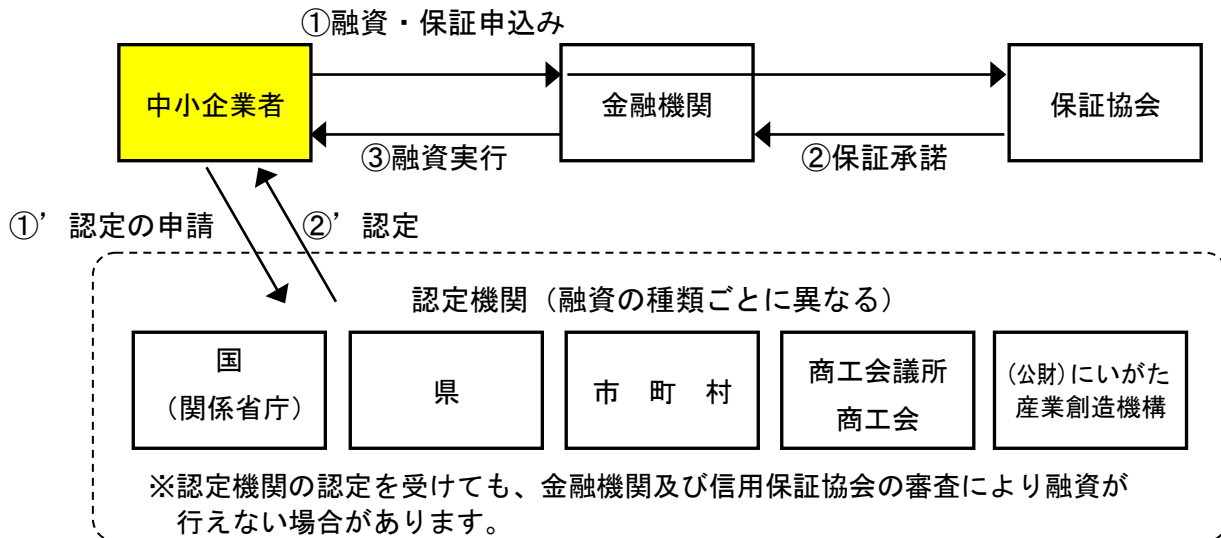 ①融資・保証申込み
中小企業者
金融機関
保証協会
③融資実行
②保証承諾
①’認定の申請
②’認定
認定機関（融資の種類ごとに異なる）
国
（関係省庁）
県
市　町　村
商工会議所
商工会
(公財)にいがた
産業創造機構
※認定機関の認定を受けても、金融機関及び信用保証協会の審査により融資が
行えない場合があります。